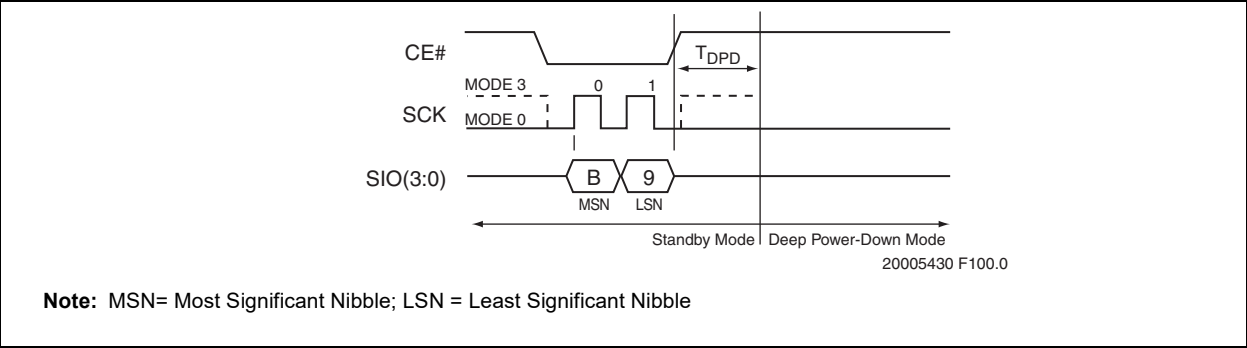 CE#
T_DPD
MODE 3
0 1
SCK
MODE 0
SIO(3:0)
B 9
MSN LSN
Standby Mode Deep Power-Down Mode
20005430 F100.0
Note: MSN= Most Significant Nibble; LSN = Least Significant Nibble